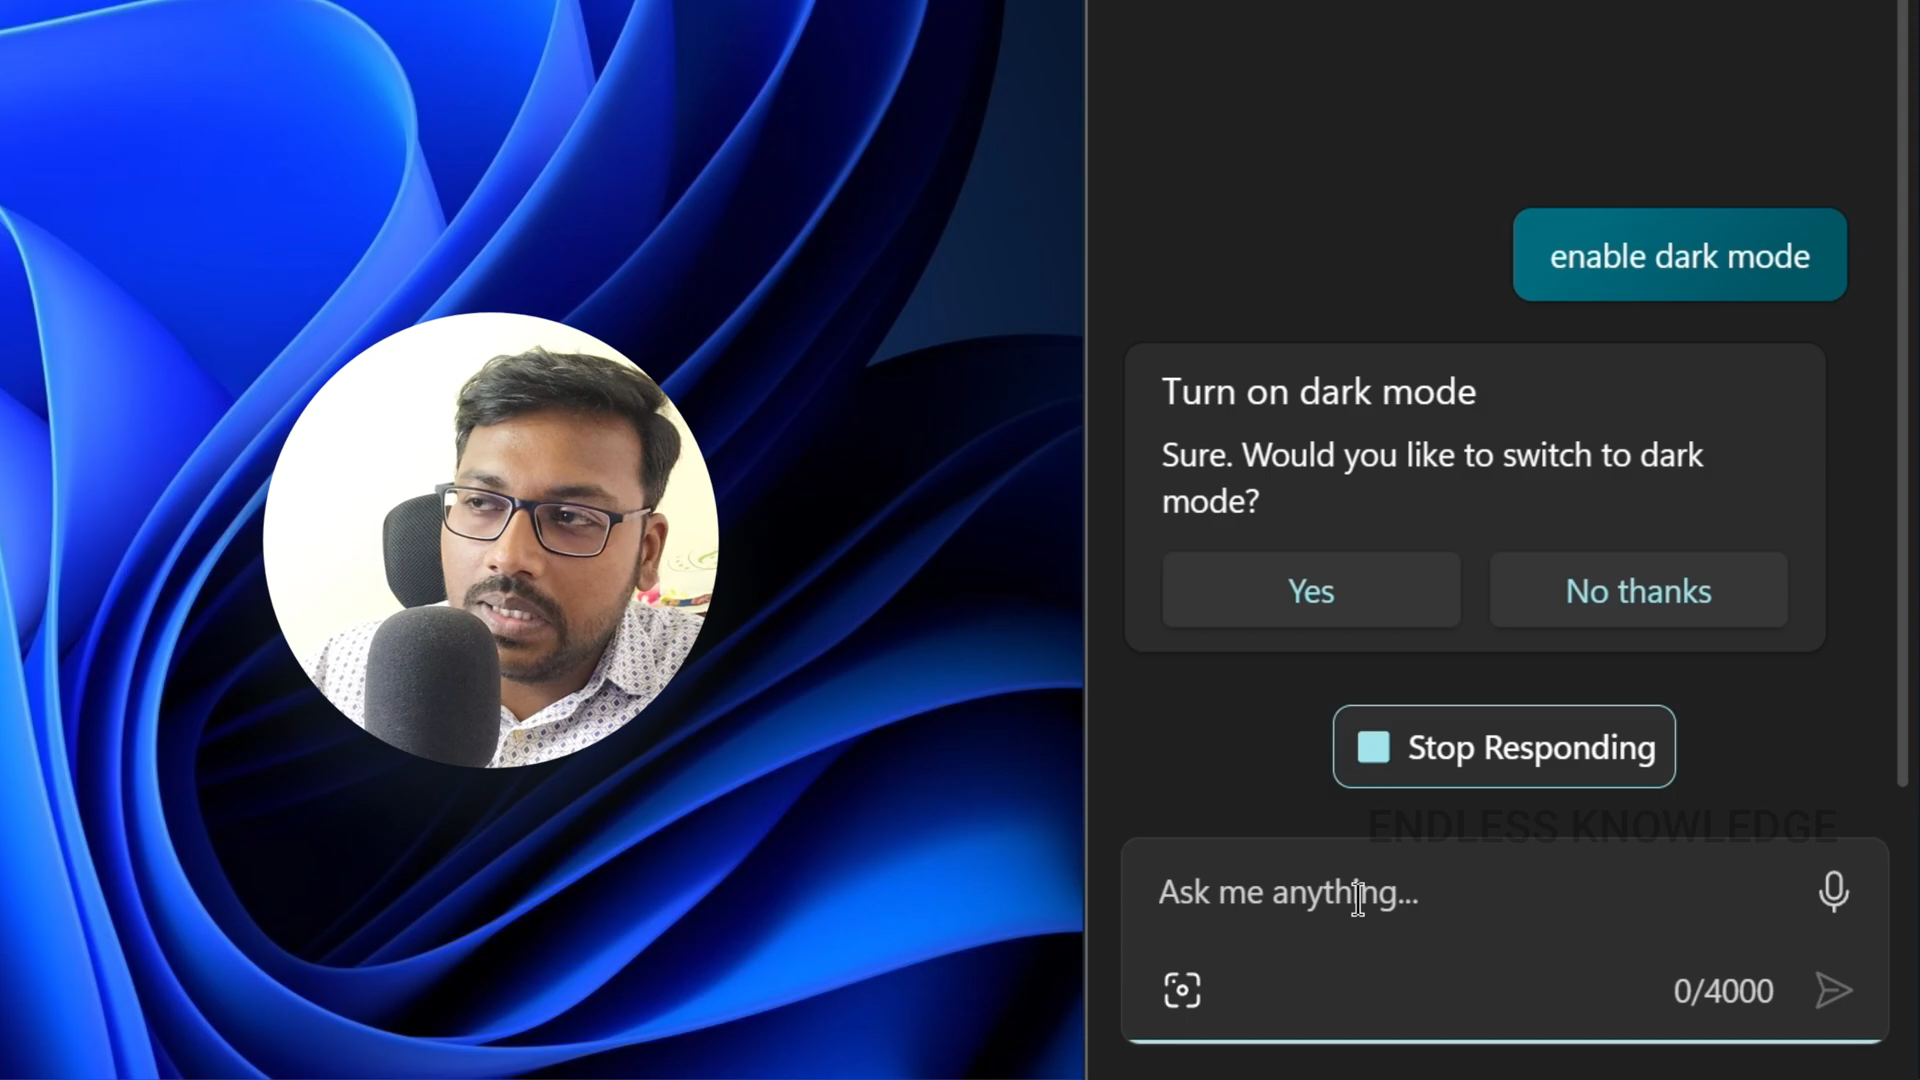 enable dark mode
Turn on dark mode
Sure. Would you like to switch to dark
mode?
Yes
No thanks
Stop Responding
ENDLESS KNOWLEDGE
Ask me anything...
0/4000